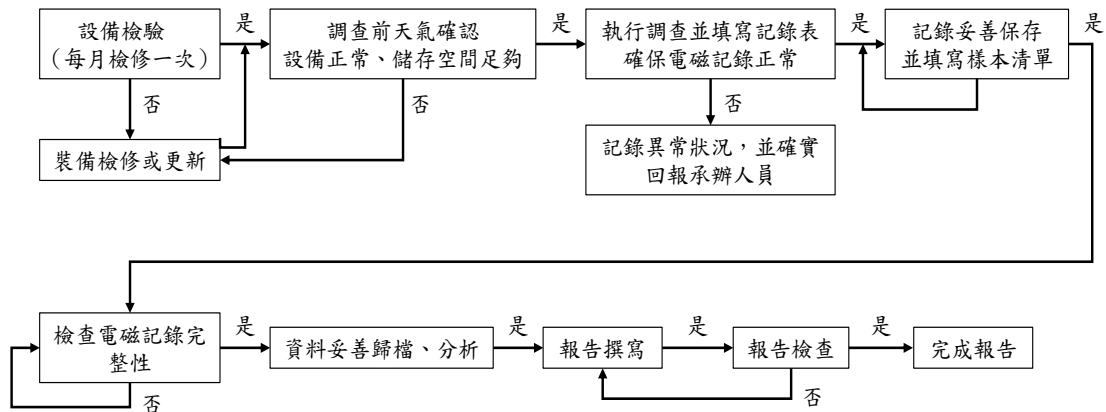 設備檢驗
（每月檢修一次）
是
調查前天氣確認
設備正常、儲存空間足夠
是
執行調查並填寫記錄表
確保電磁記錄正常
是
記錄妥善保存
並填寫樣本清單
是
否
否
否
裝備檢修或更新
記錄異常狀況，並確實
回報承辦人員
檢查電磁記錄完
整性
是
資料妥善歸檔、分析
是
報告撰寫
是
報告檢查
是
完成報告
否
否